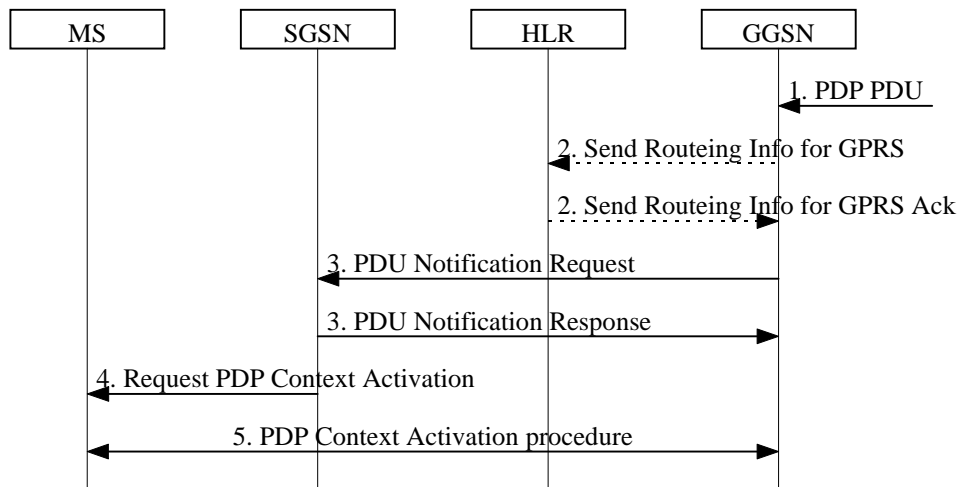 MS SGSN HLR GGSN
1. PDP PDU
2. Send Routeing Info for GPRS
2. Send Routeing Info for GPRS Ack
3. PDU Notification Request
3. PDU Notification Response
4. Request PDP Context Activation
5. PDP Context Activation procedure